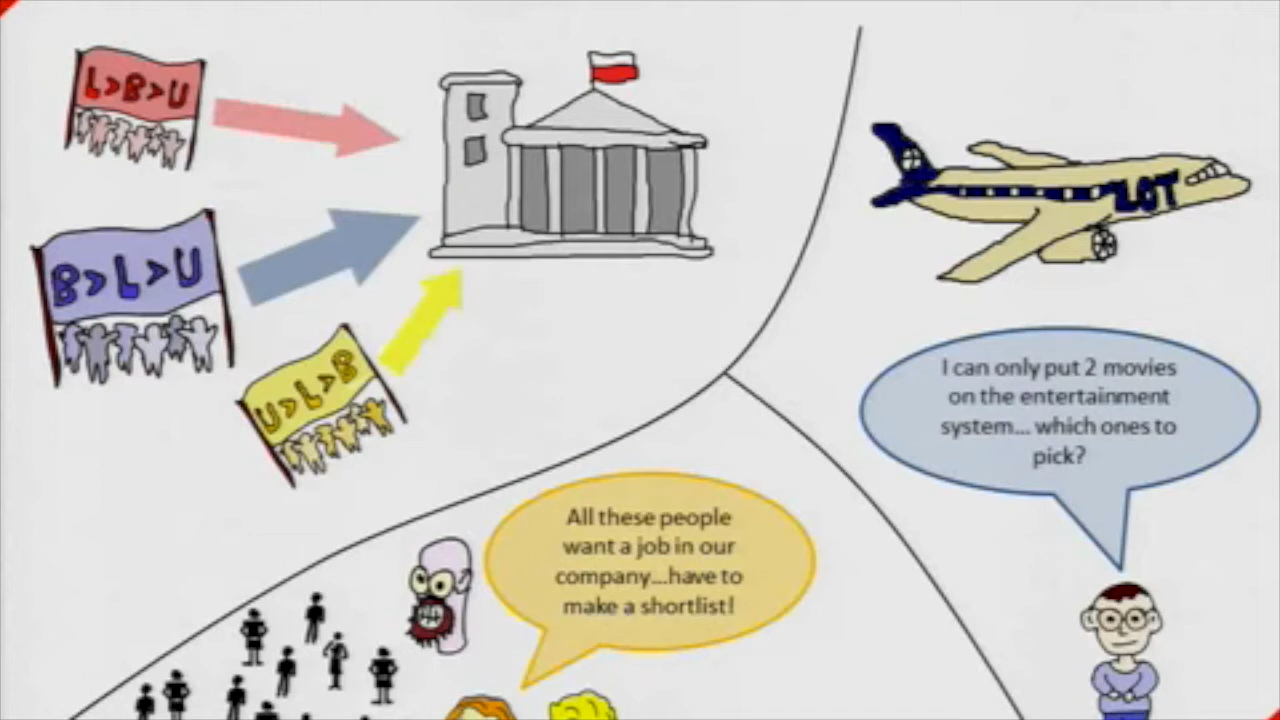 L>B>U
B>L>U
U>L>B
LOT
I can only put 2 movies
on the entertainment
system... which ones to
pick?
All these people
want a job in our
company...have to
make a shortlist!